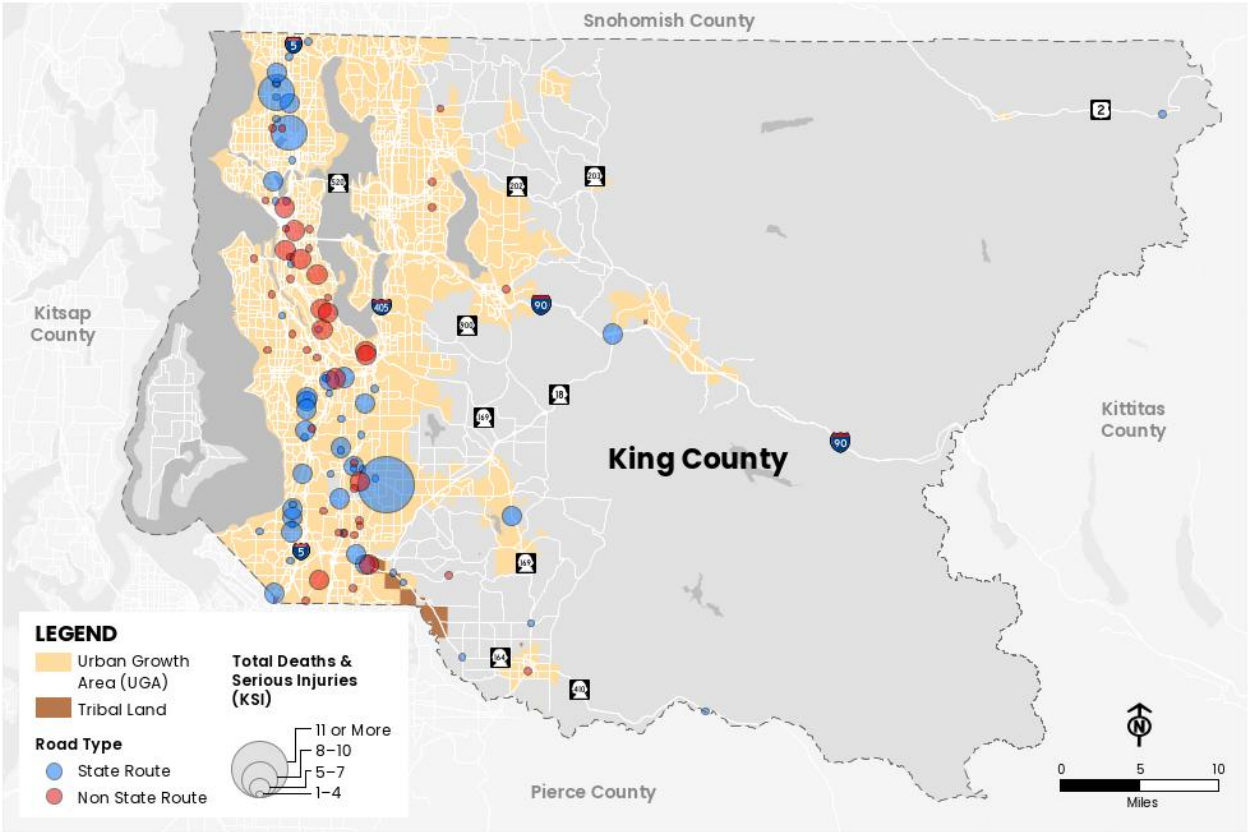 Snohomish County
5
2
520
202
203
Kitsap
County
405
90
900
18
169
Kittitas
County
90
King County
5
169
LEGEND
Urban Growth
Area (UGA)
Tribal Land
Road Type
State Route
Non State Route
Total Deaths &
Serious Injuries
(KSI)
11 or More
8–10
5–7
1–4
164
410
N
0 5 10
Miles
Pierce County